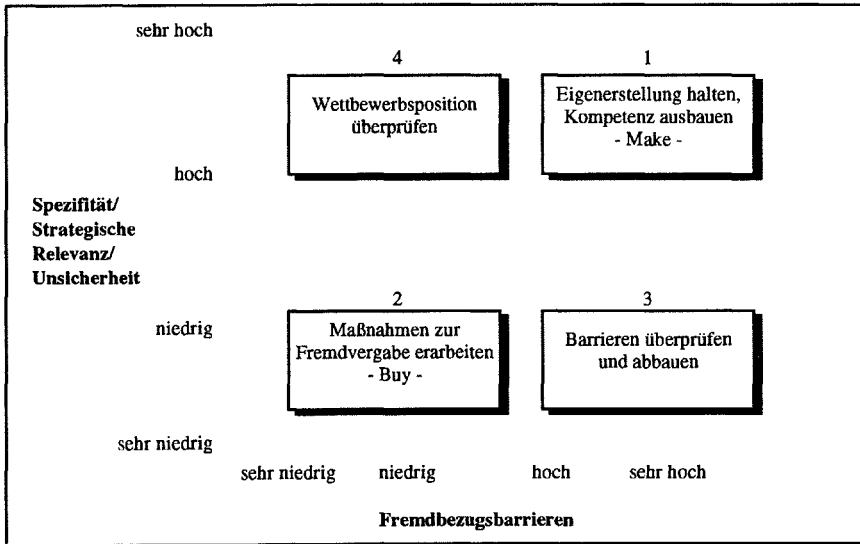 sehr hoch
4
1
Wettbewerbsposition
überprüfen
Eigenerstellung halten,
Kompetenz ausbauen
- Make -
hoch
Spezifität/
Strategische
Relevanz/
Unsicherheit
2
3
niedrig
Maßnahmen zur
Fremdvergabe erarbeiten
- Buy -
Barrieren überprüfen
und abbauen
sehr niedrig
sehr niedrig
niedrig
hoch
sehr hoch
Fremdbezugsbarrieren